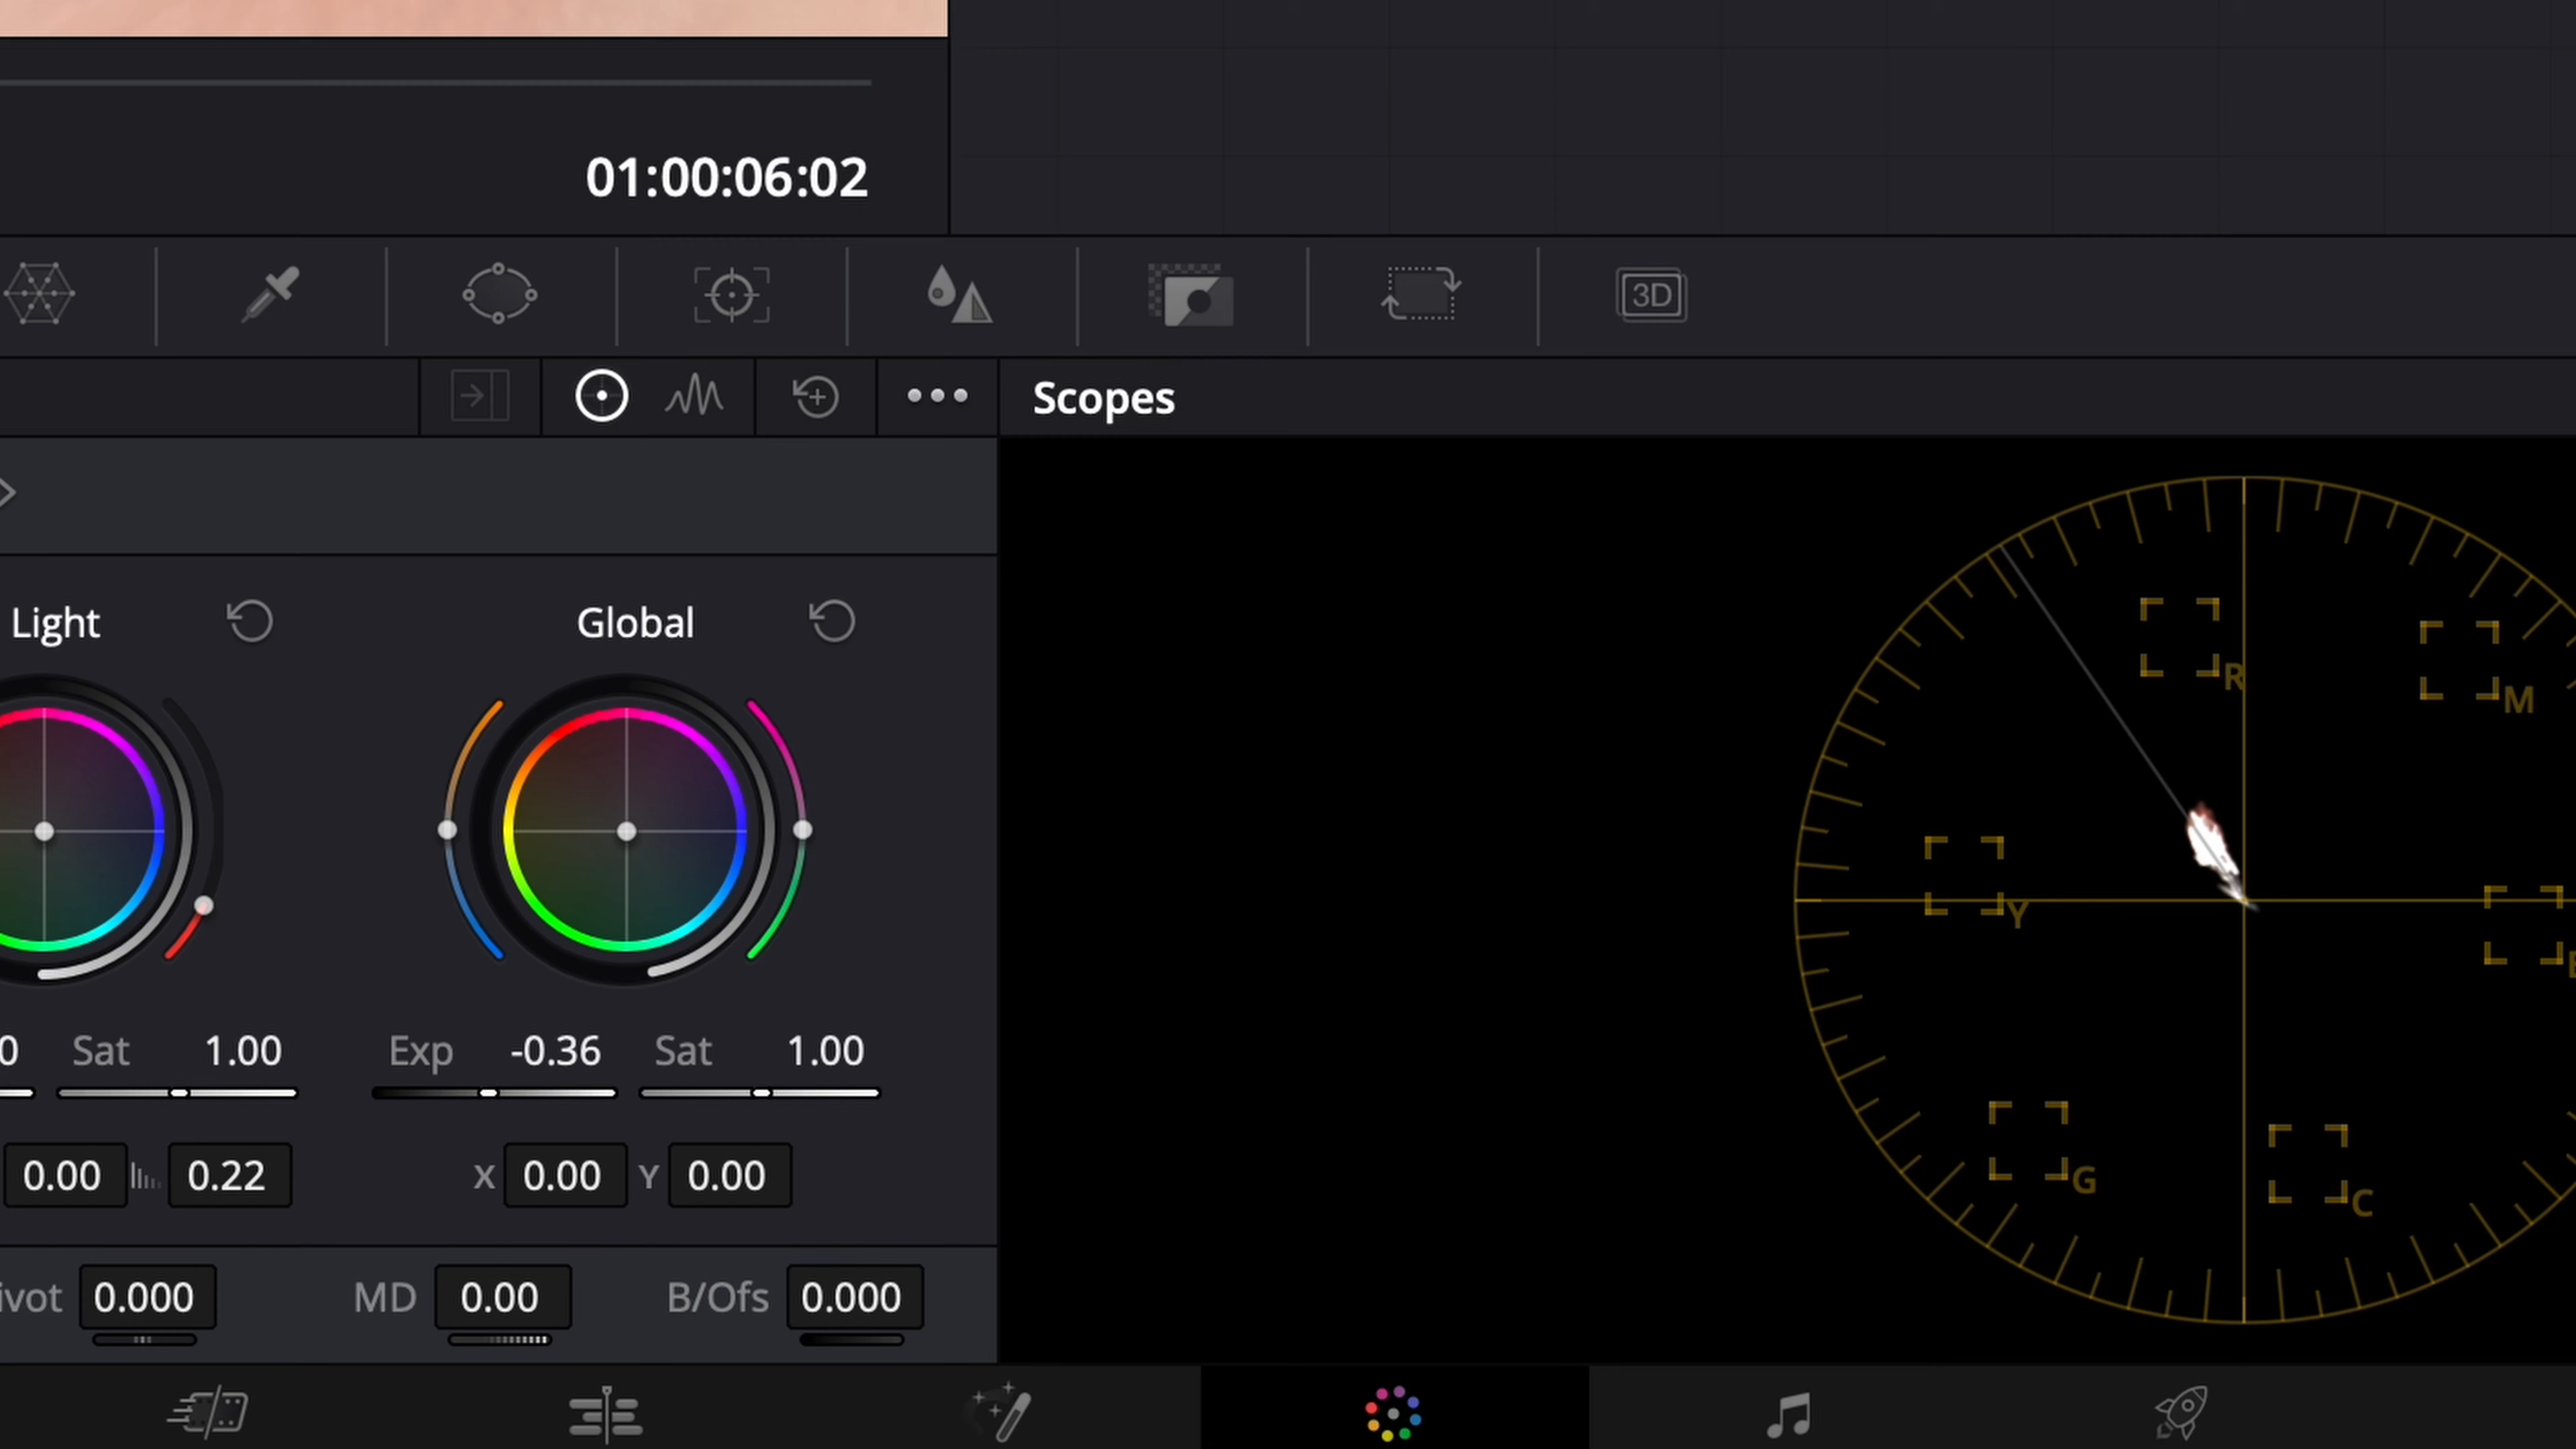 01:00:06:02
3D
Scopes
Light
Global
R
M
Y
G
C
0 Sat 1.00
Exp -0.36 Sat 1.00
0.00 0.22
X 0.00 Y 0.00
ivot 0.000 MD 0.00 B/Ofs 0.000